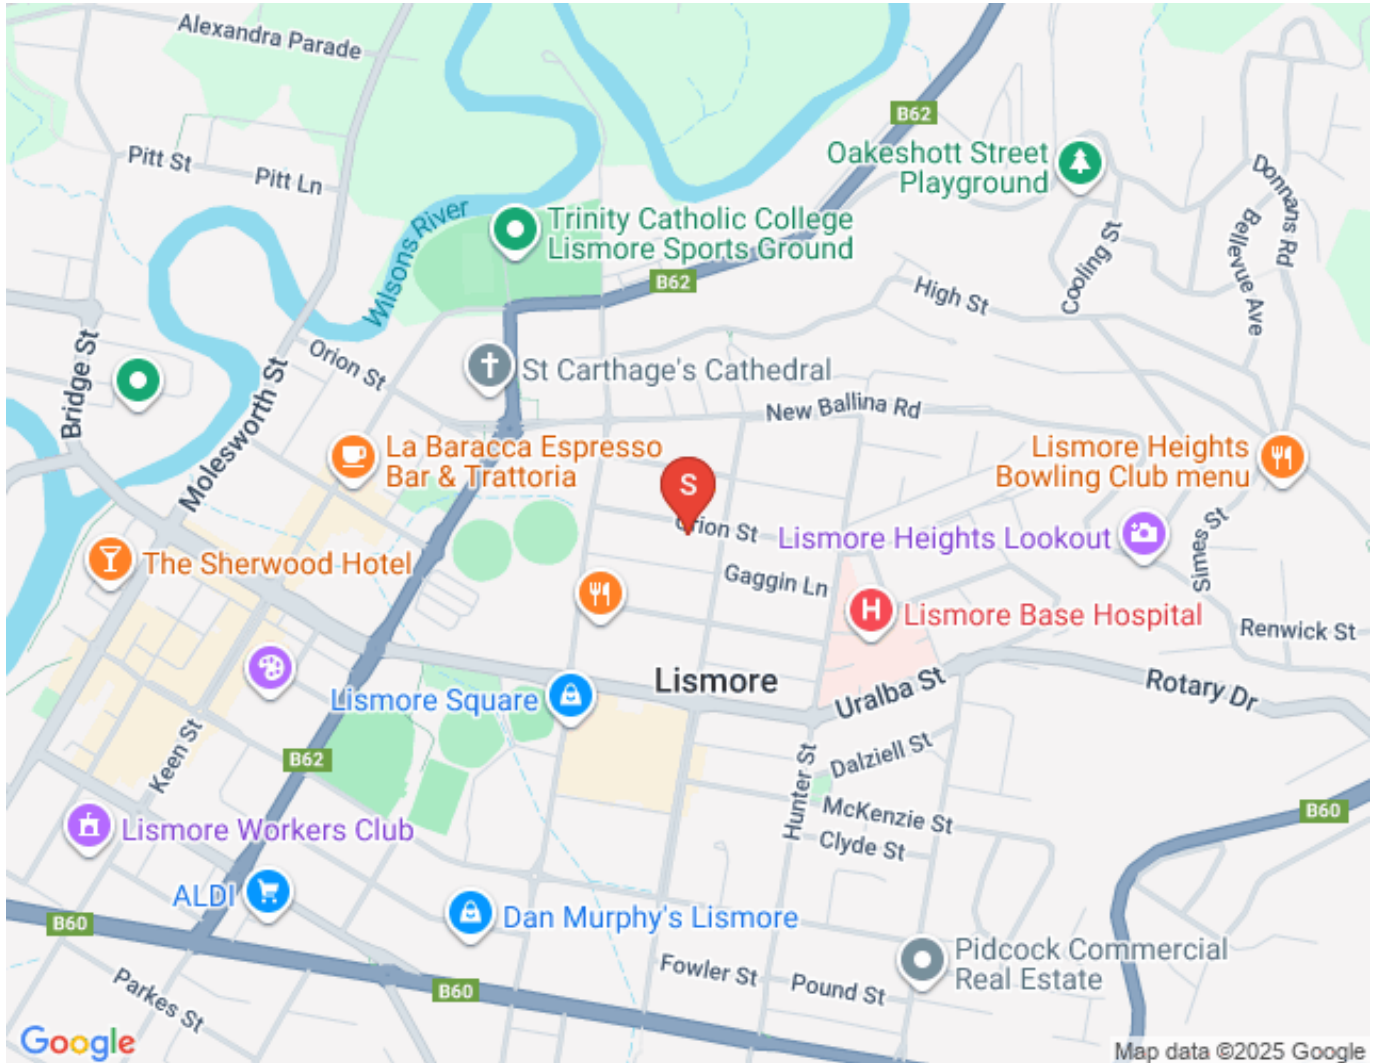 Alexandra Parade
B62
Pitt St
Pitt Ln
Oakeshott Street
Playground
Donnans Rd
Bellevue Ave
Wilsons River
Trinity Catholic College
Lismore Sports Ground
Cooling St
B62
High St
Bridge St
Orion St
Molesworth St
St Carthage's Cathedral
New Ballina Rd
La Baracca Espresso
Bar & Trattoria
Lismore Heights
Bowling Club menu
S
Orion St
Lismore Heights Lookout
Simes St
The Sherwood Hotel
Gaggin Ln
H
Lismore Base Hospital
Renwick St
Lismore
Lismore Square
Uralba St
Rotary Dr
Keen St
B62
Dalziell St
Hunter St
McKenzie St
B60
Lismore Workers Club
Clyde St
ALDI
B60
Dan Murphy's Lismore
Pidcock Commercial
Real Estate
Fowler St
Pound St
B60
Parkes St
Google
Map data ©2025 Google